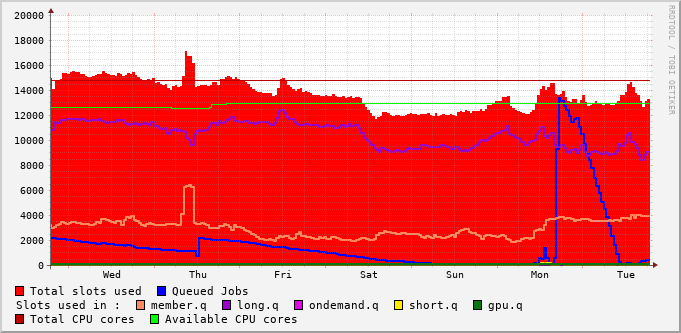 20000
18000
16000
14000
12000
10000
8000
6000
4000
2000
0
Wed Thu Fri Sat Sun Mon Tue
Total slots used Queued Jobs
Slots used in : member.q long.q ondemand.q short.q gpu.q
Total CPU cores Available CPU cores
RRDTOOL / TOBI OETIKER